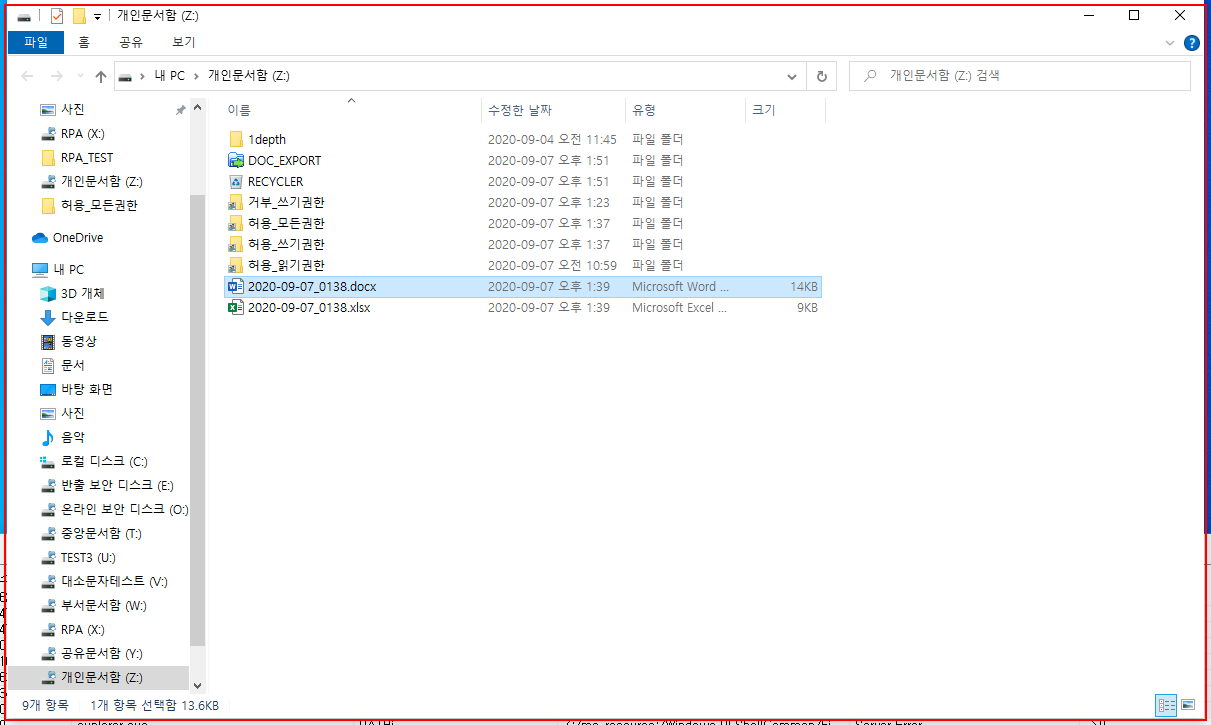 개인문서함 (Z:)
파일 홈 공유 보기
내 PC 개인문서함 (Z:)
개인문서함 (Z:) 검색
사진
RPA (X:)
RPA_TEST
개인문서함 (Z:)
허용_모든권한
OneDrive
내 PC
3D 개체
다운로드
동영상
문서
바탕 화면
사진
음악
로컬 디스크 (C:)
반출 보안 디스크 (E:)
온라인 보안 디스크 (O:)
중앙문서함 (T:)
TEST3 (U:)
대소문자테스트 (V:)
부서문서함 (W:)
RPA (X:)
공유문서함 (Y:)
개인문서함 (Z:)
이름 수정한 날짜 유형 크기
1depth 2020-09-04 오전 11:45 파일 폴더
DOC_EXPORT 2020-09-07 오후 1:51 파일 폴더
RECYCLER 2020-09-07 오후 1:51 파일 폴더
거부_쓰기권한 2020-09-07 오후 1:23 파일 폴더
허용_모든권한 2020-09-07 오후 1:37 파일 폴더
허용_쓰기권한 2020-09-07 오후 1:37 파일 폴더
허용_읽기권한 2020-09-07 오전 10:59 파일 폴더
2020-09-07_0138.docx 2020-09-07 오후 1:39 Microsoft Word ... 14KB
2020-09-07_0138.xlsx 2020-09-07 오후 1:39 Microsoft Excel ... 9KB
9개 항목 1개 항목 선택함 13.6KB